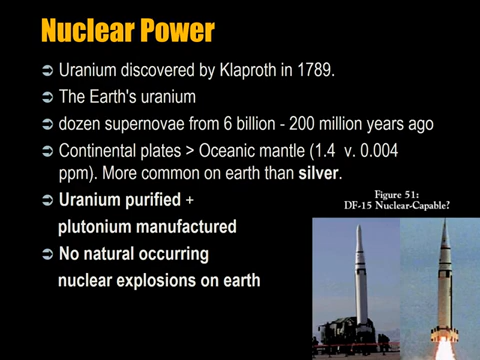 Nuclear Power
Uranium discovered by Klaproth in 1789.
The Earth's uranium
dozen supernovae from 6 billion - 200 million years ago
Continental plates > Oceanic mantle (1.4 v. 0.004
ppm). More common on earth than silver.
Uranium purified +
plutonium manufactured
No natural occurring
nuclear explosions on earth
Figure 51:
DF-15 Nuclear-Capable?